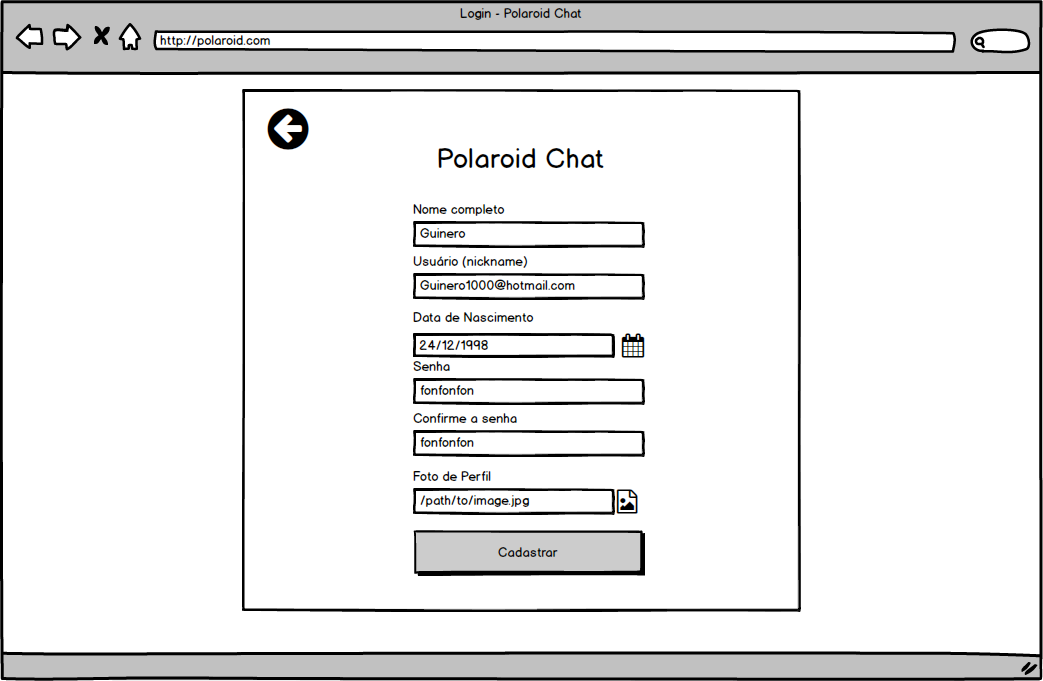 Login - Polaroid Chat
http://polaroid.com
Polaroid Chat
Nome completo
Guinero
Usuário (nickname)
Guinero1000@hotmail.com
Data de Nascimento
24/12/1998
Senha
fonfonfon
Confirme a senha
fonfonfon
Foto de Perfil
/path/to/image.jpg
Cadastrar